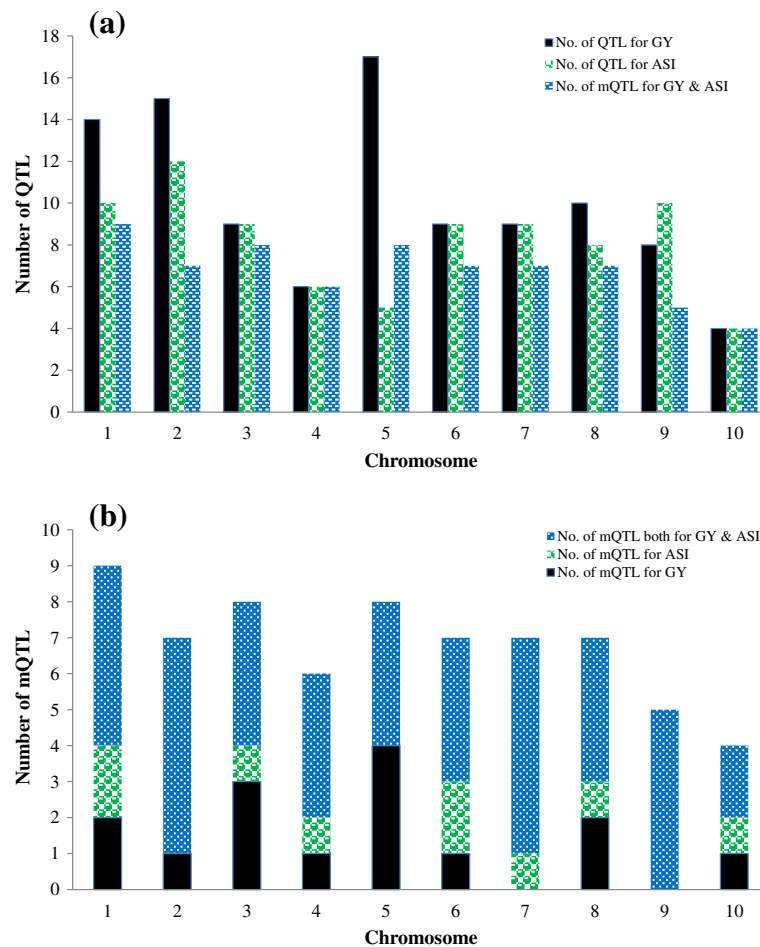 (a)
No. of QTL for GY
No. of QTL for ASI
No. of mQTL for GY & ASI
Number of QTL
18
16
14
12
10
8
6
4
2
0
1 2 3 4 5 6 7 8 9 10
Chromosome
(b)
No. of mQTL both for GY & ASI
No. of mQTL for ASI
No. of mQTL for GY
Number of mQTL
10
9
8
7
6
5
4
3
2
1
0
1 2 3 4 5 6 7 8 9 10
Chromosome